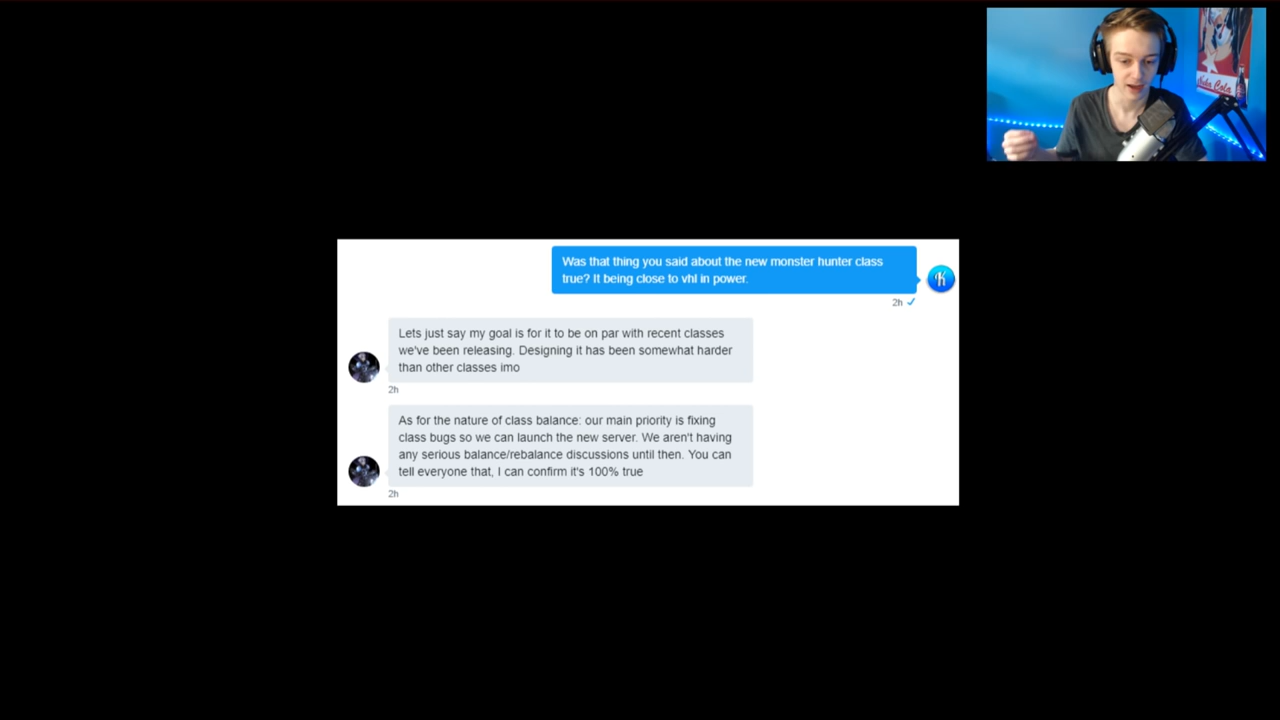 Nuka Cola
Was that thing you said about the new monster hunter class
true? It being close to vhl in power.
2h
Lets just say my goal is for it to be on par with recent classes
we've been releasing. Designing it has been somewhat harder
than other classes imo
2h
As for the nature of class balance: our main priority is fixing
class bugs so we can launch the new server. We aren't having
any serious balance/rebalance discussions until then. You can
tell everyone that, I can confirm it's 100% true
2h